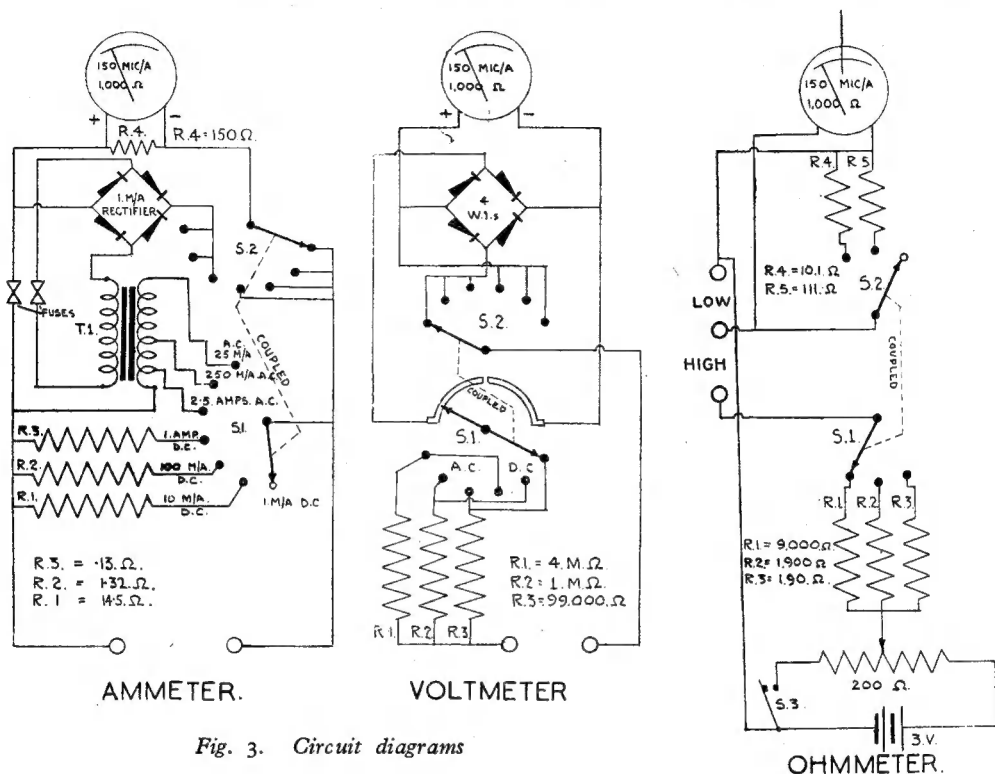 150 MIC/A
1,000 Ω
+
-
R.4.
R.4=150Ω.
1.M/A
RECTIFIER
S.2
FUSES
T.1.
COUPLED
A.C.
25 M/A
250 M/A A.C.
2·5. AMPS. A.C.
S.1.
R.3.
1.AMP.
D.C.
R.2.
100 M/A.
D.C.
R.1.
10 M/A.
D.C.
1.M/A D.C
R.3. = ·13.Ω.
R.2. = 1·32.Ω.
R.1 = 14.5.Ω.
AMMETER.
150 MIC/A
1,000 Ω
+
-
4
W.1.s
S.2.
COUPLED
S.1.
A.C.
D.C
R.1.=4.M.Ω
R.2=1.M.Ω
R.3=99.000.Ω
R.1.
R.2.
R.3.
VOLTMETER
150 MIC/A
1,000 Ω
R.4.
R.5.
R.4.=10.1.Ω
R.5.=111.Ω
S.2.
LOW
HIGH
COUPLED
S.1.
R.1
R.2
R.3.
R.1=9,000.Ω.
R.2=1,900Ω.
R.3=1.90.Ω.
200 Ω.
S.3.
3.V.
OHMMETER.
Fig. 3. Circuit diagrams